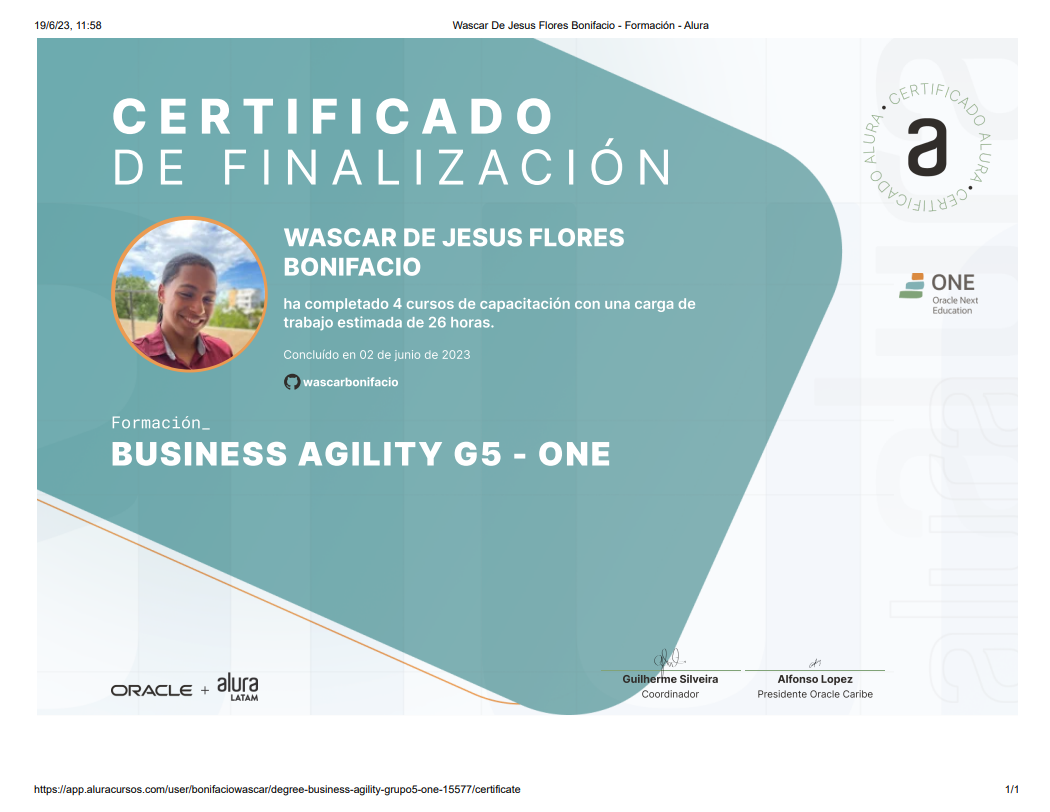 19/6/23, 11:58
Wascar De Jesus Flores Bonifacio - Formación - Alura
CERTIFICADO
DE FINALIZACIÓN
CERTIFICADO ALURA • CERTIFICADO ALURA •
a
WASCAR DE JESUS FLORES
BONIFACIO
ha completado 4 cursos de capacitación con una carga de
trabajo estimada de 26 horas.
Concluído en 02 de junio de 2023
wascarbonifacio
ONE
Oracle Next
Education
Formación_
BUSINESS AGILITY G5 - ONE
alura
ORACLE + alura
LATAM
Guilherme Silveira
Coordinador
Alfonso Lopez
Presidente Oracle Caribe
https://app.aluracursos.com/user/bonifaciowascar/degree-business-agility-grupo5-one-15577/certificate
1/1